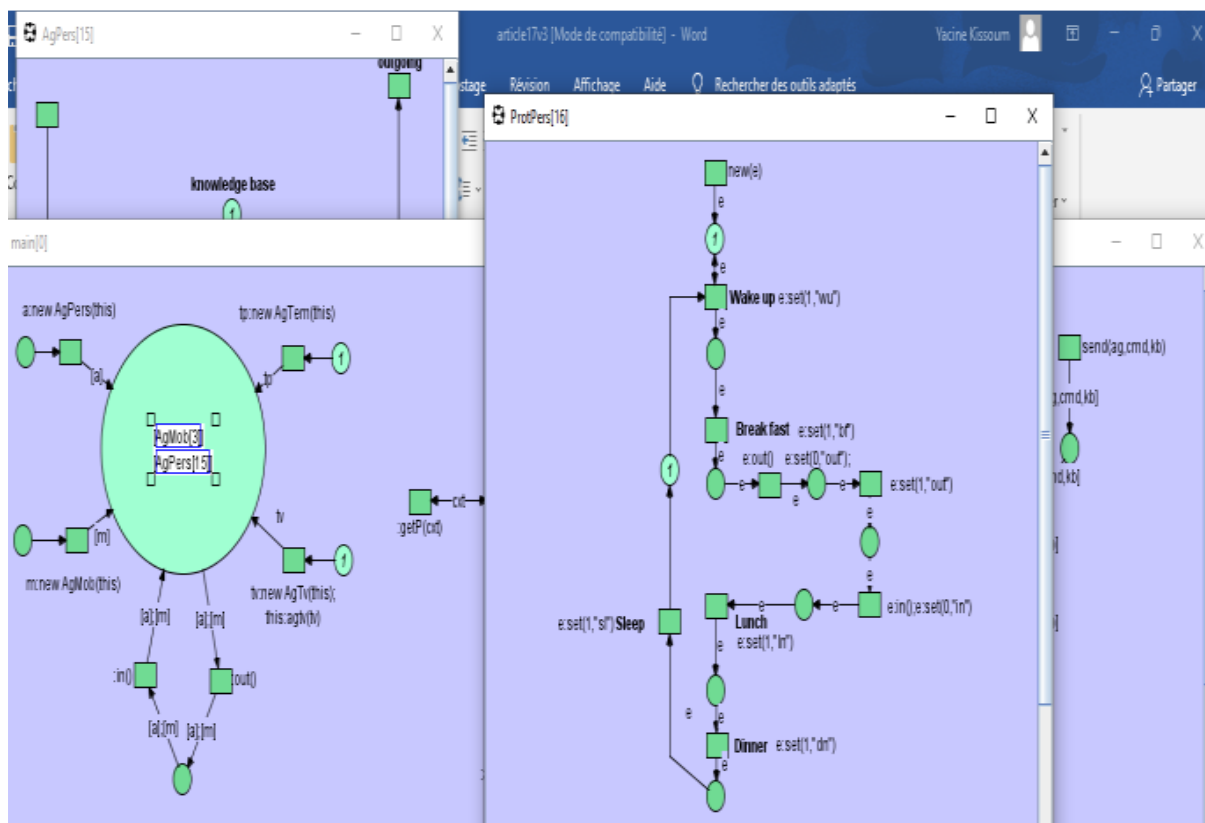 AgPers[15]
article17v3 [Mode de compatibilité] - Word
Yacine Kissoum
outgoing
stage Révision Affichage Aide Rechercher des outils adaptés
Partager
knowledge base
1
main[0]
a:new AgPers(this)
tp:new AgTem(this)
1
[a]
tp
AgMob[3]
AgPers[15]
[m]
tv
m:new AgMob(this)
1
tv:new AgTv(this);
this:agtv(tv)
[a];[m]
[a];[m]
:in()
:out()
[a];[m]
[a];[m]
cxt
:getP(cxt)
ProtPers[16]
new(e)
e
1
e
Wake up e:set(1,"wu")
e
e
Break fast e:set(1,"bf")
e
e:out() e:set(0,"out");
e
e
e
e:set(1,"out")
1
e
e
e:in();e:set(0,"in")
e
e
Lunch
e:set(1,"ln")
e:set(1,"sl") Sleep
e
e
e
Dinner e:set(1,"dn")
e
send(ag,cmd,kb)
g,cmd,kb]
nd,kb]